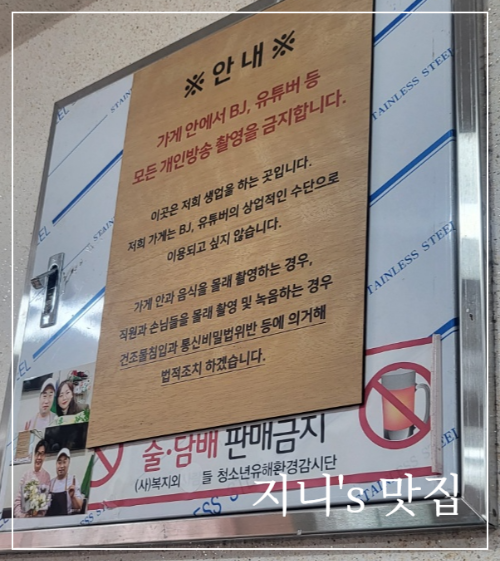 ※ 안 내 ※
가게 안에서 BJ, 유튜버 등
모든 개인방송 촬영을 금지합니다.
이곳은 저희 생업을 하는 곳입니다.
저희 가게는 BJ, 유튜버의 상업적인 수단으로
이용되고 싶지 않습니다.
가게 안과 음식을 몰래 촬영하는 경우,
직원과 손님들을 몰래 촬영 및 녹음하는 경우
건조물침입과 통신비밀법위반 등에 의거해
법적조치 하겠습니다.
STAINLESS STEEL
STAINLESS STEEL
STAINLESS STEEL
술·담배 판매금지
(사)복지외 들 청소년유해환경감시단
지니's 맛집